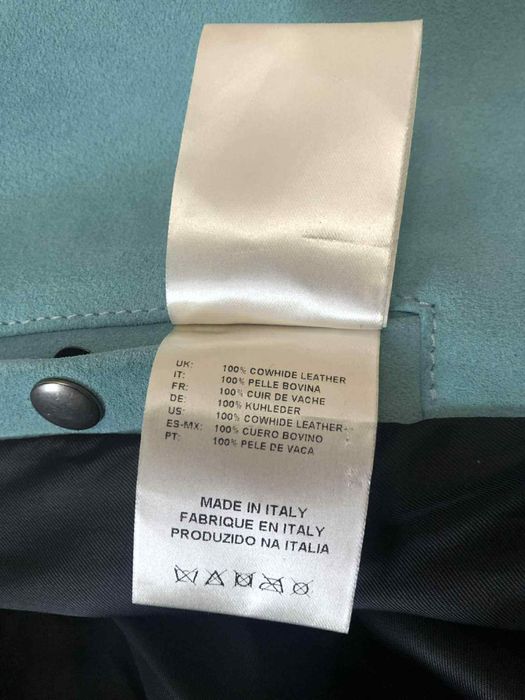 UK: 100% COWHIDE LEATHER
IT: 100% PELLE BOVINA
FR: 100% CUIR DE VACHE
DE: 100% KUHLEDER
US: 100% COWHIDE LEATHER
ES-MX: 100% CUERO BOVINO
PT: 100% PELE DE VACA
MADE IN ITALY
FABRIQUE EN ITALY
PRODUZIDO NA ITALIA